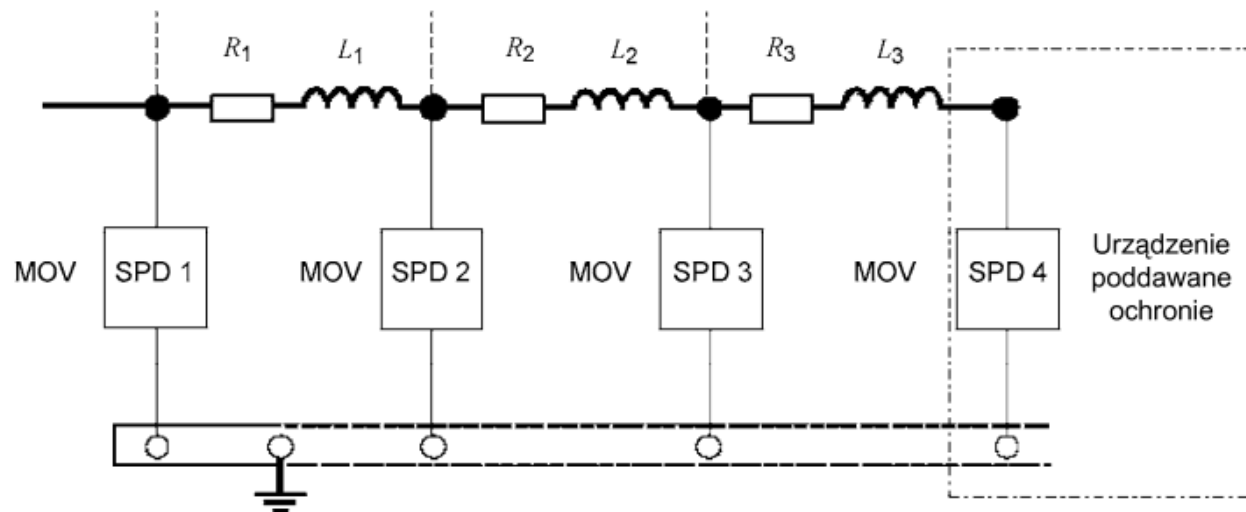 R1 L1 R2 L2 R3 L3
MOV SPD 1 MOV SPD 2 MOV SPD 3 MOV SPD 4
Urządzenie
poddawane
ochronie